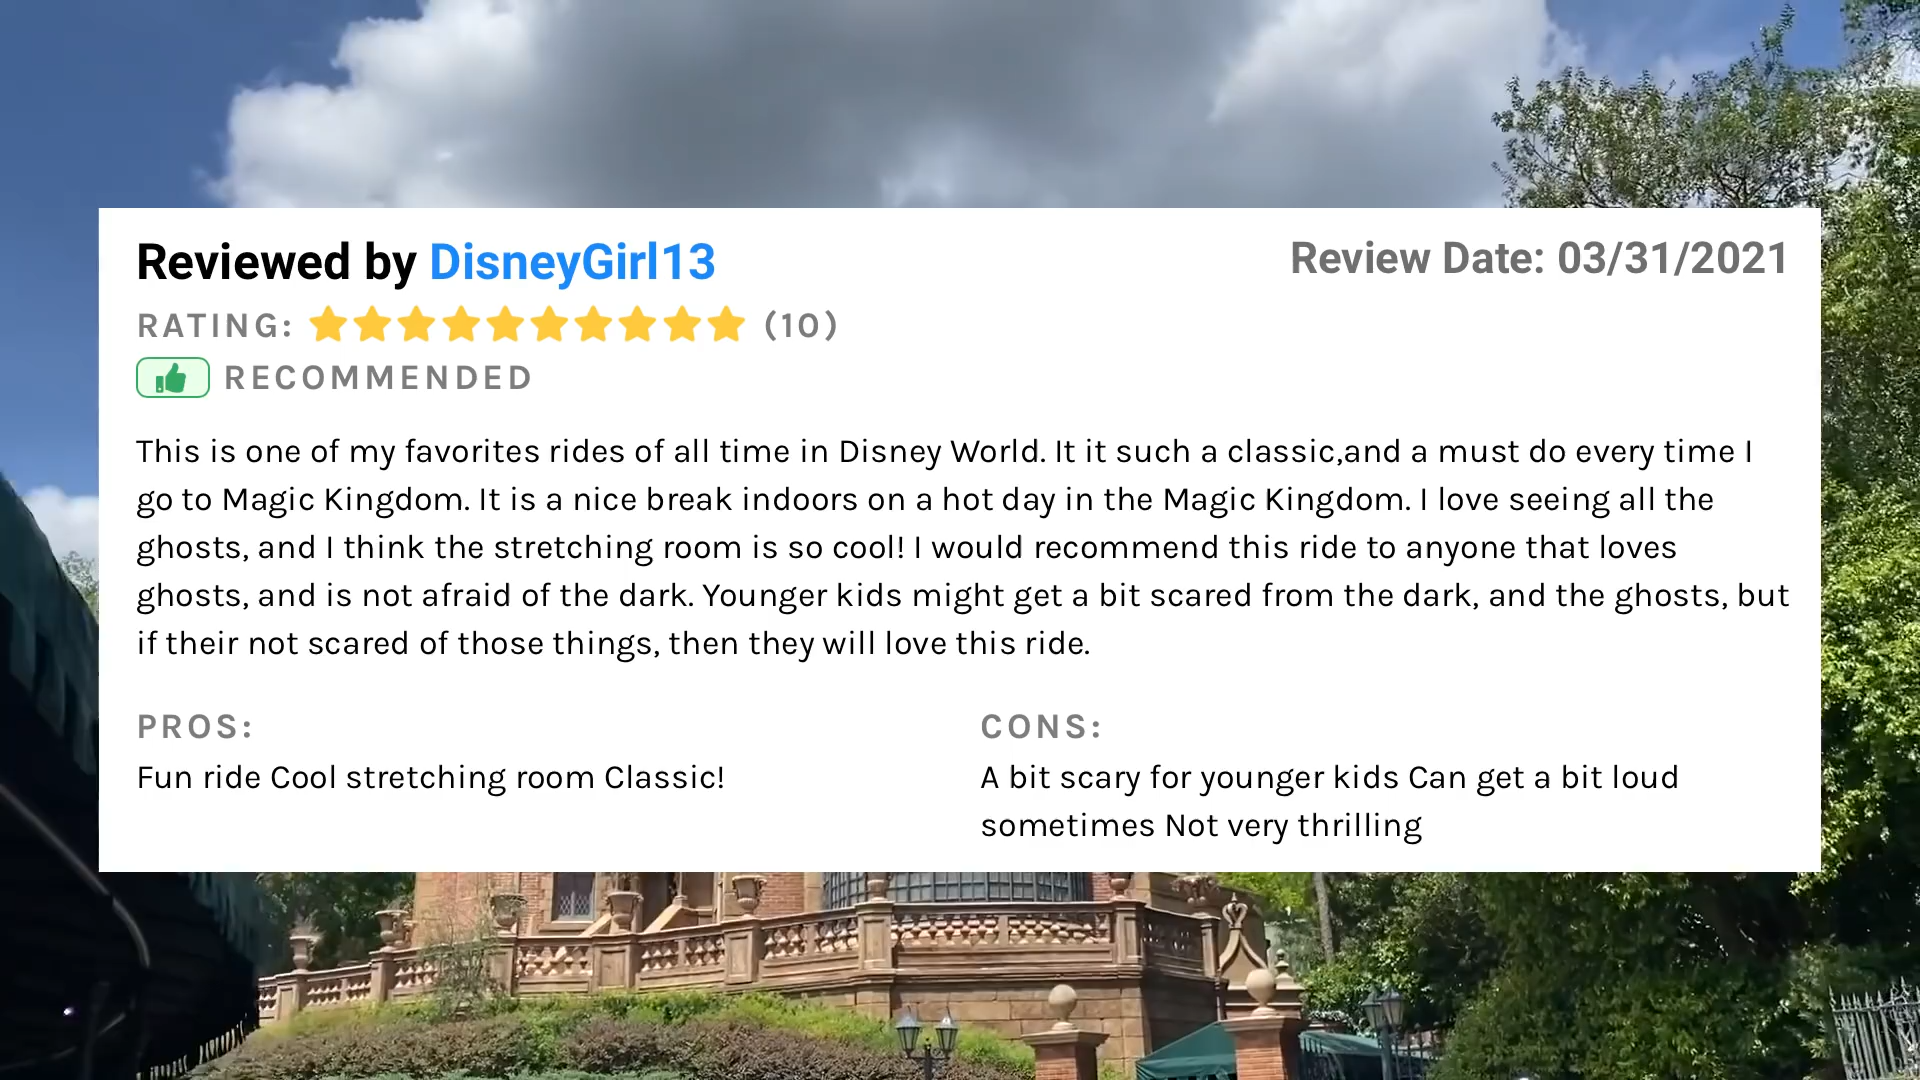 Reviewed by DisneyGirl13
Review Date: 03/31/2021
RATING: (10)
RECOMMENDED
This is one of my favorites rides of all time in Disney World. It it such a classic,and a must do every time I
go to Magic Kingdom. It is a nice break indoors on a hot day in the Magic Kingdom. I love seeing all the
ghosts, and I think the stretching room is so cool! I would recommend this ride to anyone that loves
ghosts, and is not afraid of the dark. Younger kids might get a bit scared from the dark, and the ghosts, but
if their not scared of those things, then they will love this ride.
PROS:
Fun ride Cool stretching room Classic!
CONS:
A bit scary for younger kids Can get a bit loud
sometimes Not very thrilling